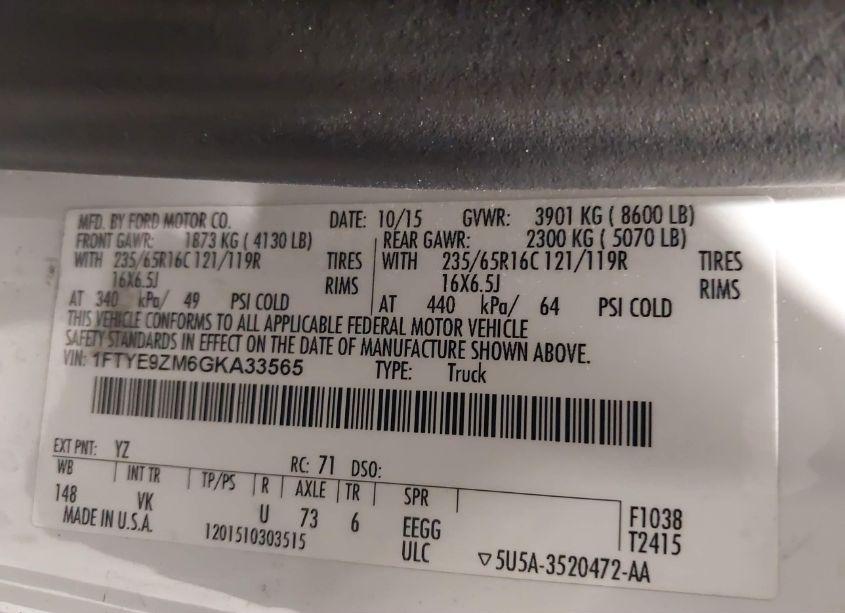 MFD. BY FORD MOTOR CO. DATE: 10/15 GVWR: 3901 KG ( 8600 LB)
FRONT GAWR: 1873 KG ( 4130 LB) REAR GAWR: 2300 KG ( 5070 LB)
WITH 235/65R16C 121/119R TIRES WITH 235/65R16C 121/119R TIRES
16X6.5J RIMS 16X6.5J RIMS
AT 340 kPa/ 49 PSI COLD AT 440 kPa/ 64 PSI COLD
THIS VEHICLE CONFORMS TO ALL APPLICABLE FEDERAL MOTOR VEHICLE
SAFETY STANDARDS IN EFFECT ON THE DATE OF MANUFACTURE SHOWN ABOVE.
VIN: 1FTYE9ZM6GKA33565 TYPE: Truck
EXT PNT: YZ RC: 71 DSO:
WB INT TR TP/PS R AXLE TR SPR
148 VK U 73 6 EEGG F1038
MADE IN U.S.A. 1201510303515 ULC T2415
▽5U5A-3520472-AA